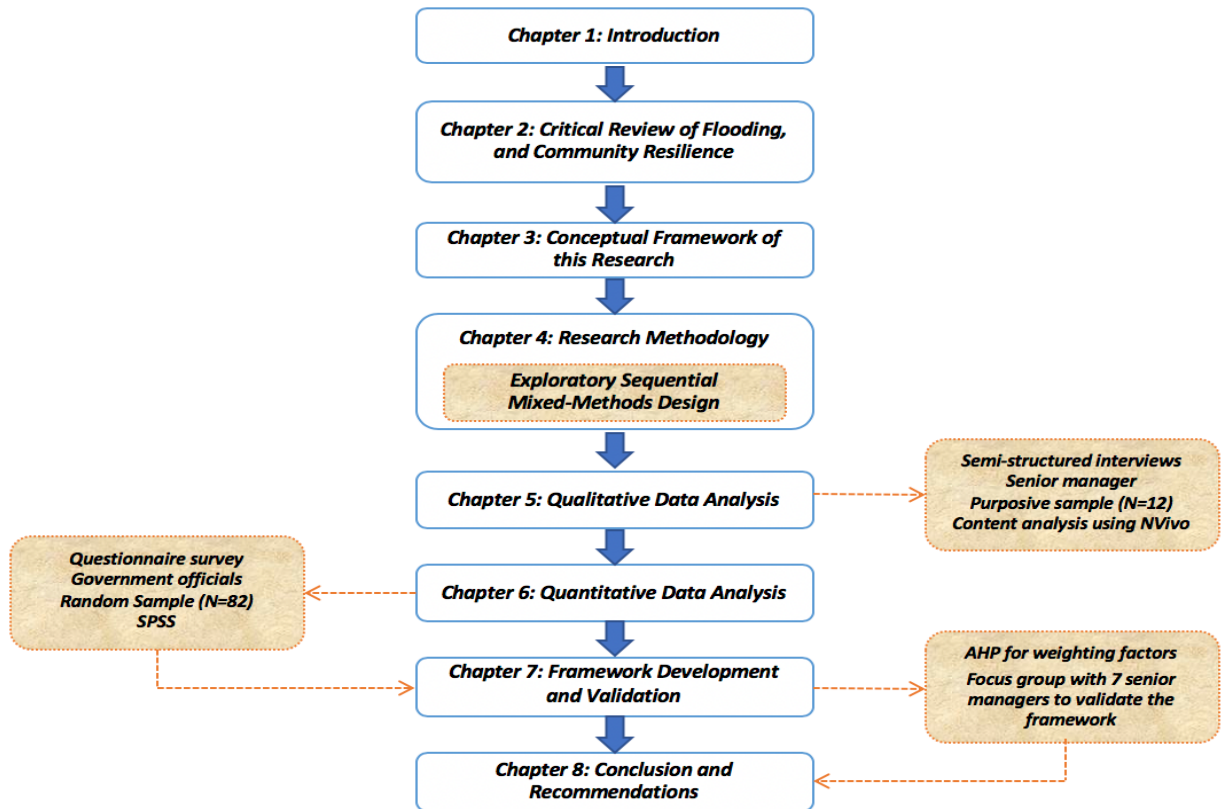 Chapter 1: Introduction
Chapter 2: Critical Review of Flooding,
and Community Resilience
Chapter 3: Conceptual Framework of
this Research
Chapter 4: Research Methodology
Exploratory Sequential
Mixed-Methods Design
Chapter 5: Qualitative Data Analysis
Semi-structured interviews
Senior manager
Purposive sample (N=12)
Content analysis using NVivo
Chapter 6: Quantitative Data Analysis
Questionnaire survey
Government officials
Random Sample (N=82)
SPSS
Chapter 7: Framework Development
and Validation
AHP for weighting factors
Focus group with 7 senior
managers to validate the
framework
Chapter 8: Conclusion and
Recommendations